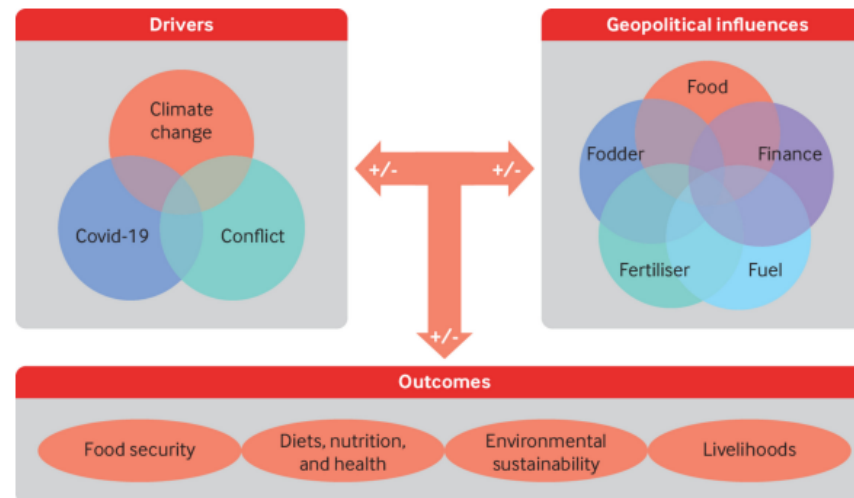 Drivers
Climate
change
Covid-19
Conflict
+/-
+/-
+/-
Geopolitical influences
Food
Fodder
Finance
Fertiliser
Fuel
Outcomes
Food security
Diets, nutrition,
and health
Environmental
sustainability
Livelihoods